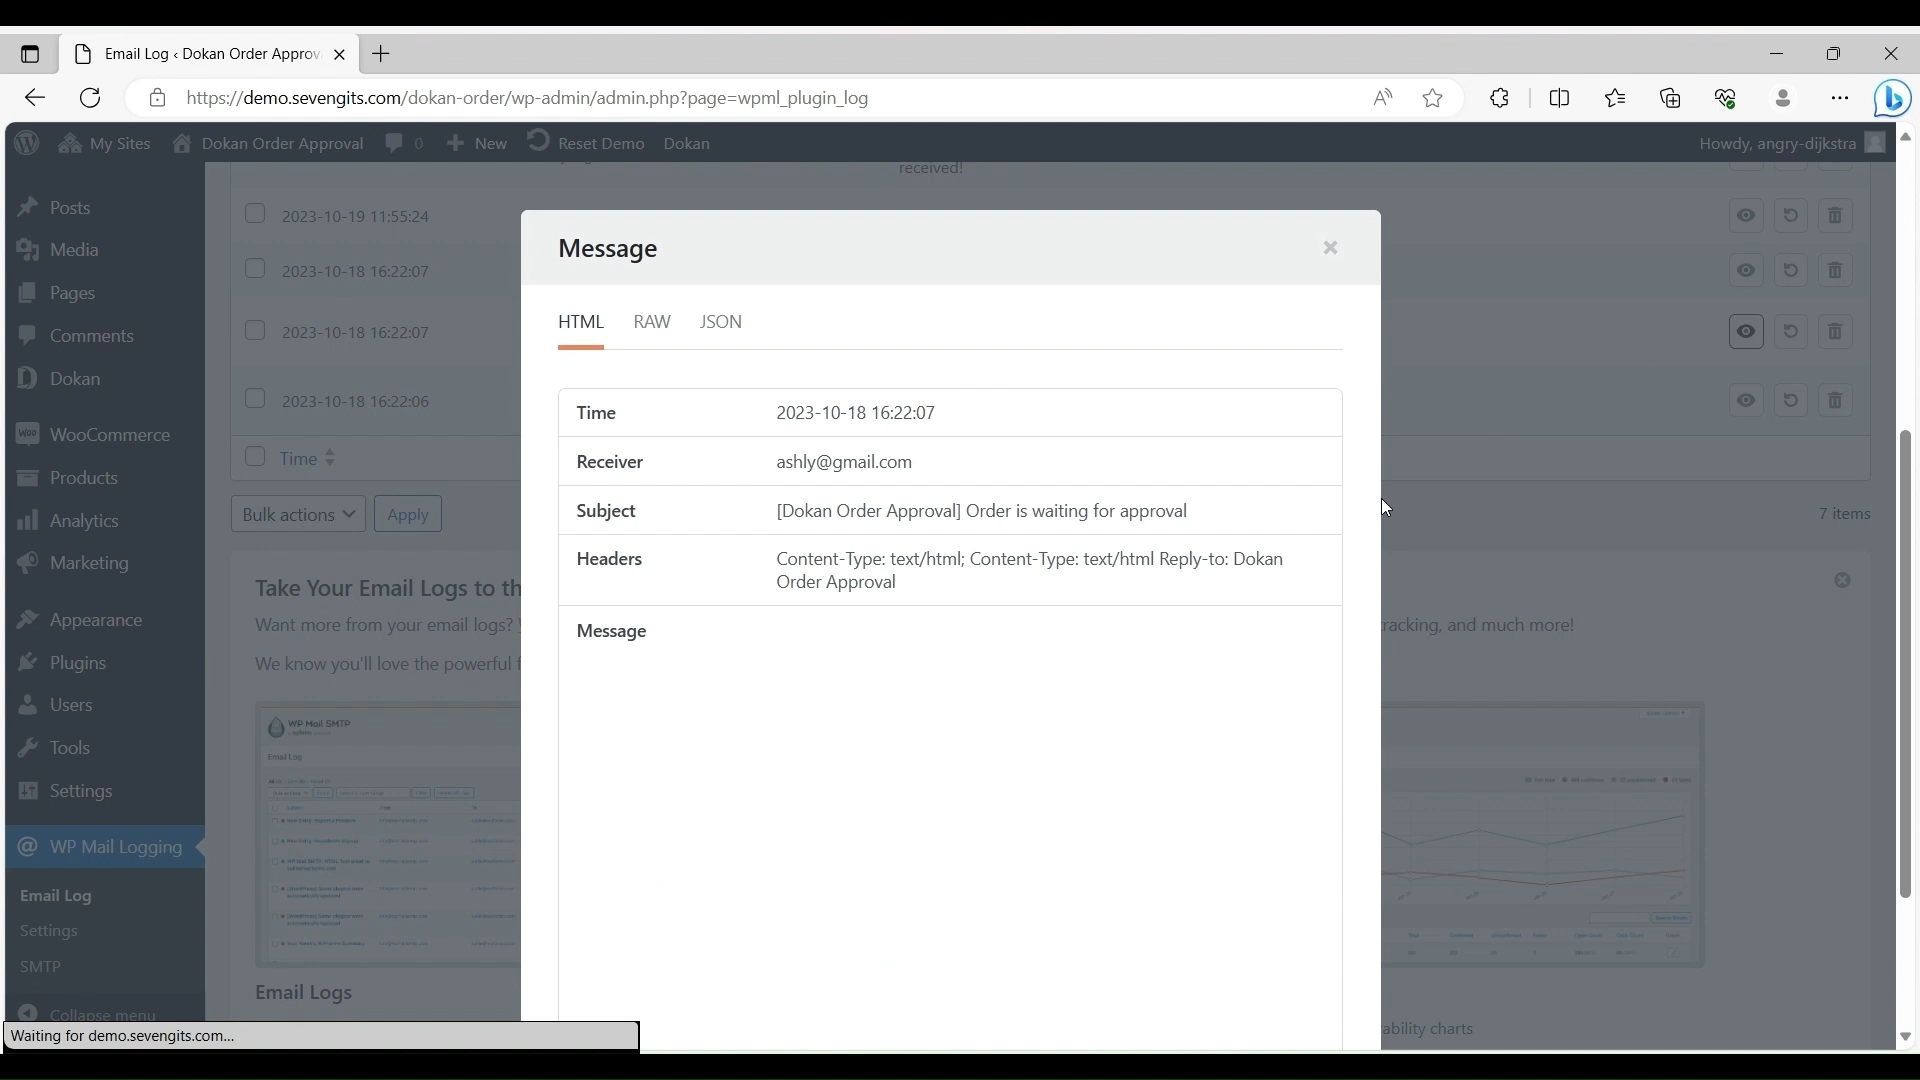 Email Log ‹ Dokan Order Approv
https://demo.sevengits.com/dokan-order/wp-admin/admin.php?page=wpml_plugin_log
My Sites
Dokan Order Approval
0
New
Reset Demo
Dokan
Howdy, angry-dijkstra
received!
Posts
Media
Pages
Comments
Dokan
WooCommerce
Products
Analytics
Marketing
Appearance
Plugins
Users
Tools
Settings
WP Mail Logging
Email Log
Settings
SMTP
Collapse menu
2023-10-19 11:55:24
2023-10-18 16:22:07
2023-10-18 16:22:07
2023-10-18 16:22:06
Time
Bulk actions
Apply
7 items
Take Your Email Logs to th
Want more from your email logs?
racking, and much more!
We know you'll love the powerful f
WP Mail SMTP
Email Log
Email Logs
ability charts
Message
HTML RAW JSON
Time 2023-10-18 16:22:07
Receiver ashly@gmail.com
Subject [Dokan Order Approval] Order is waiting for approval
Headers Content-Type: text/html; Content-Type: text/html Reply-to: Dokan
Order Approval
Message
Waiting for demo.sevengits.com...